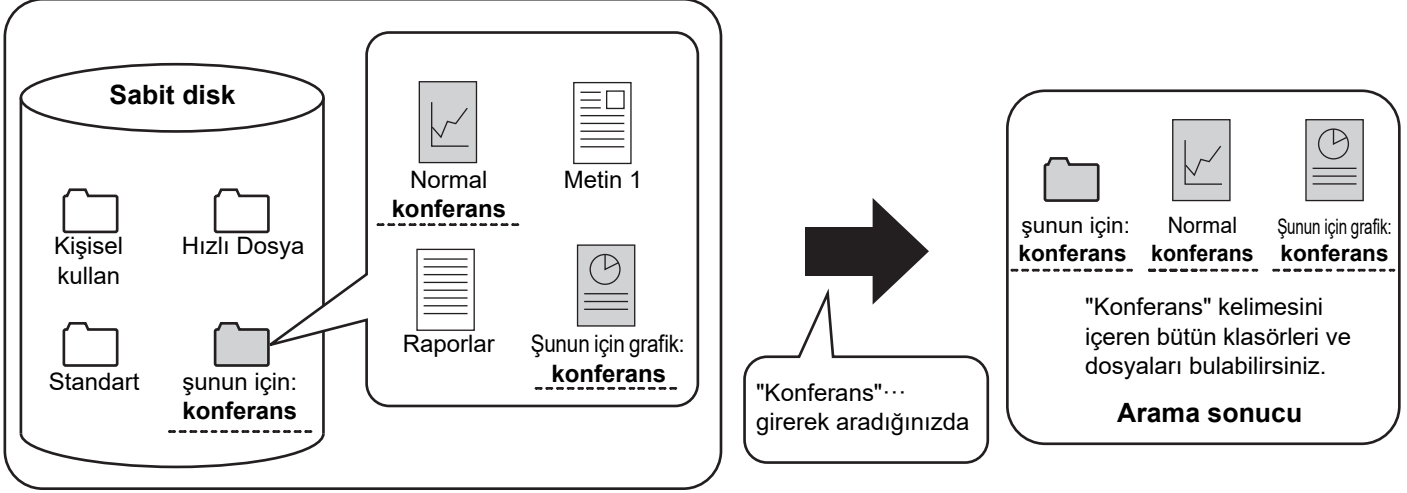 Sabit disk
Kişisel
kullan
Hızlı Dosya
Standart
şunun için:
konferans
Normal
konferans
Metin 1
Raporlar
Şunun için grafik:
konferans
"Konferans"···
girerek aradığınızda
şunun için:
konferans
Normal
konferans
Şunun için grafik:
konferans
"Konferans" kelimesini
içeren bütün klasörleri ve
dosyaları bulabilirsiniz.
Arama sonucu